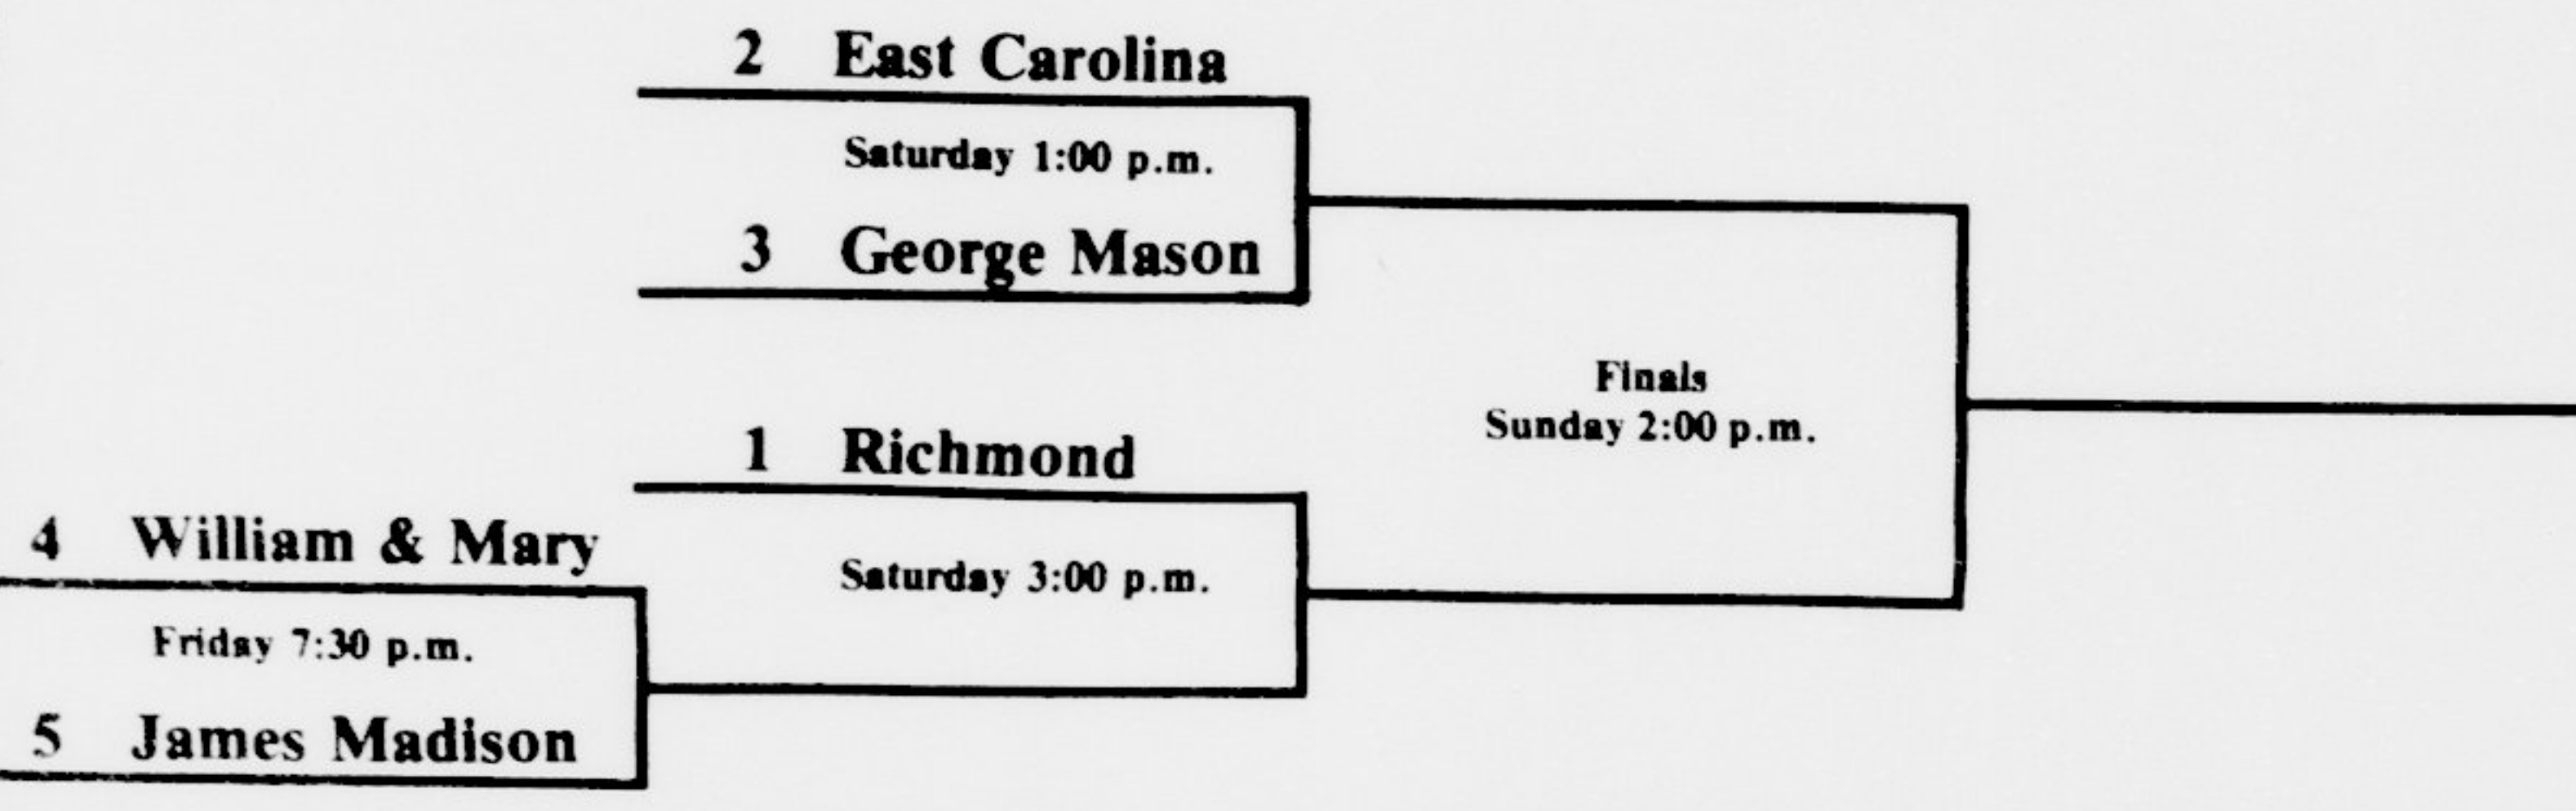 2 East Carolina
Saturday 1:00 p.m.
3 George Mason
Finals
Sunday 2:00 p.m.
1 Richmond
4 William & Mary
Saturday 3:00 p.m.
Friday 7:30 p.m.
5 James Madison